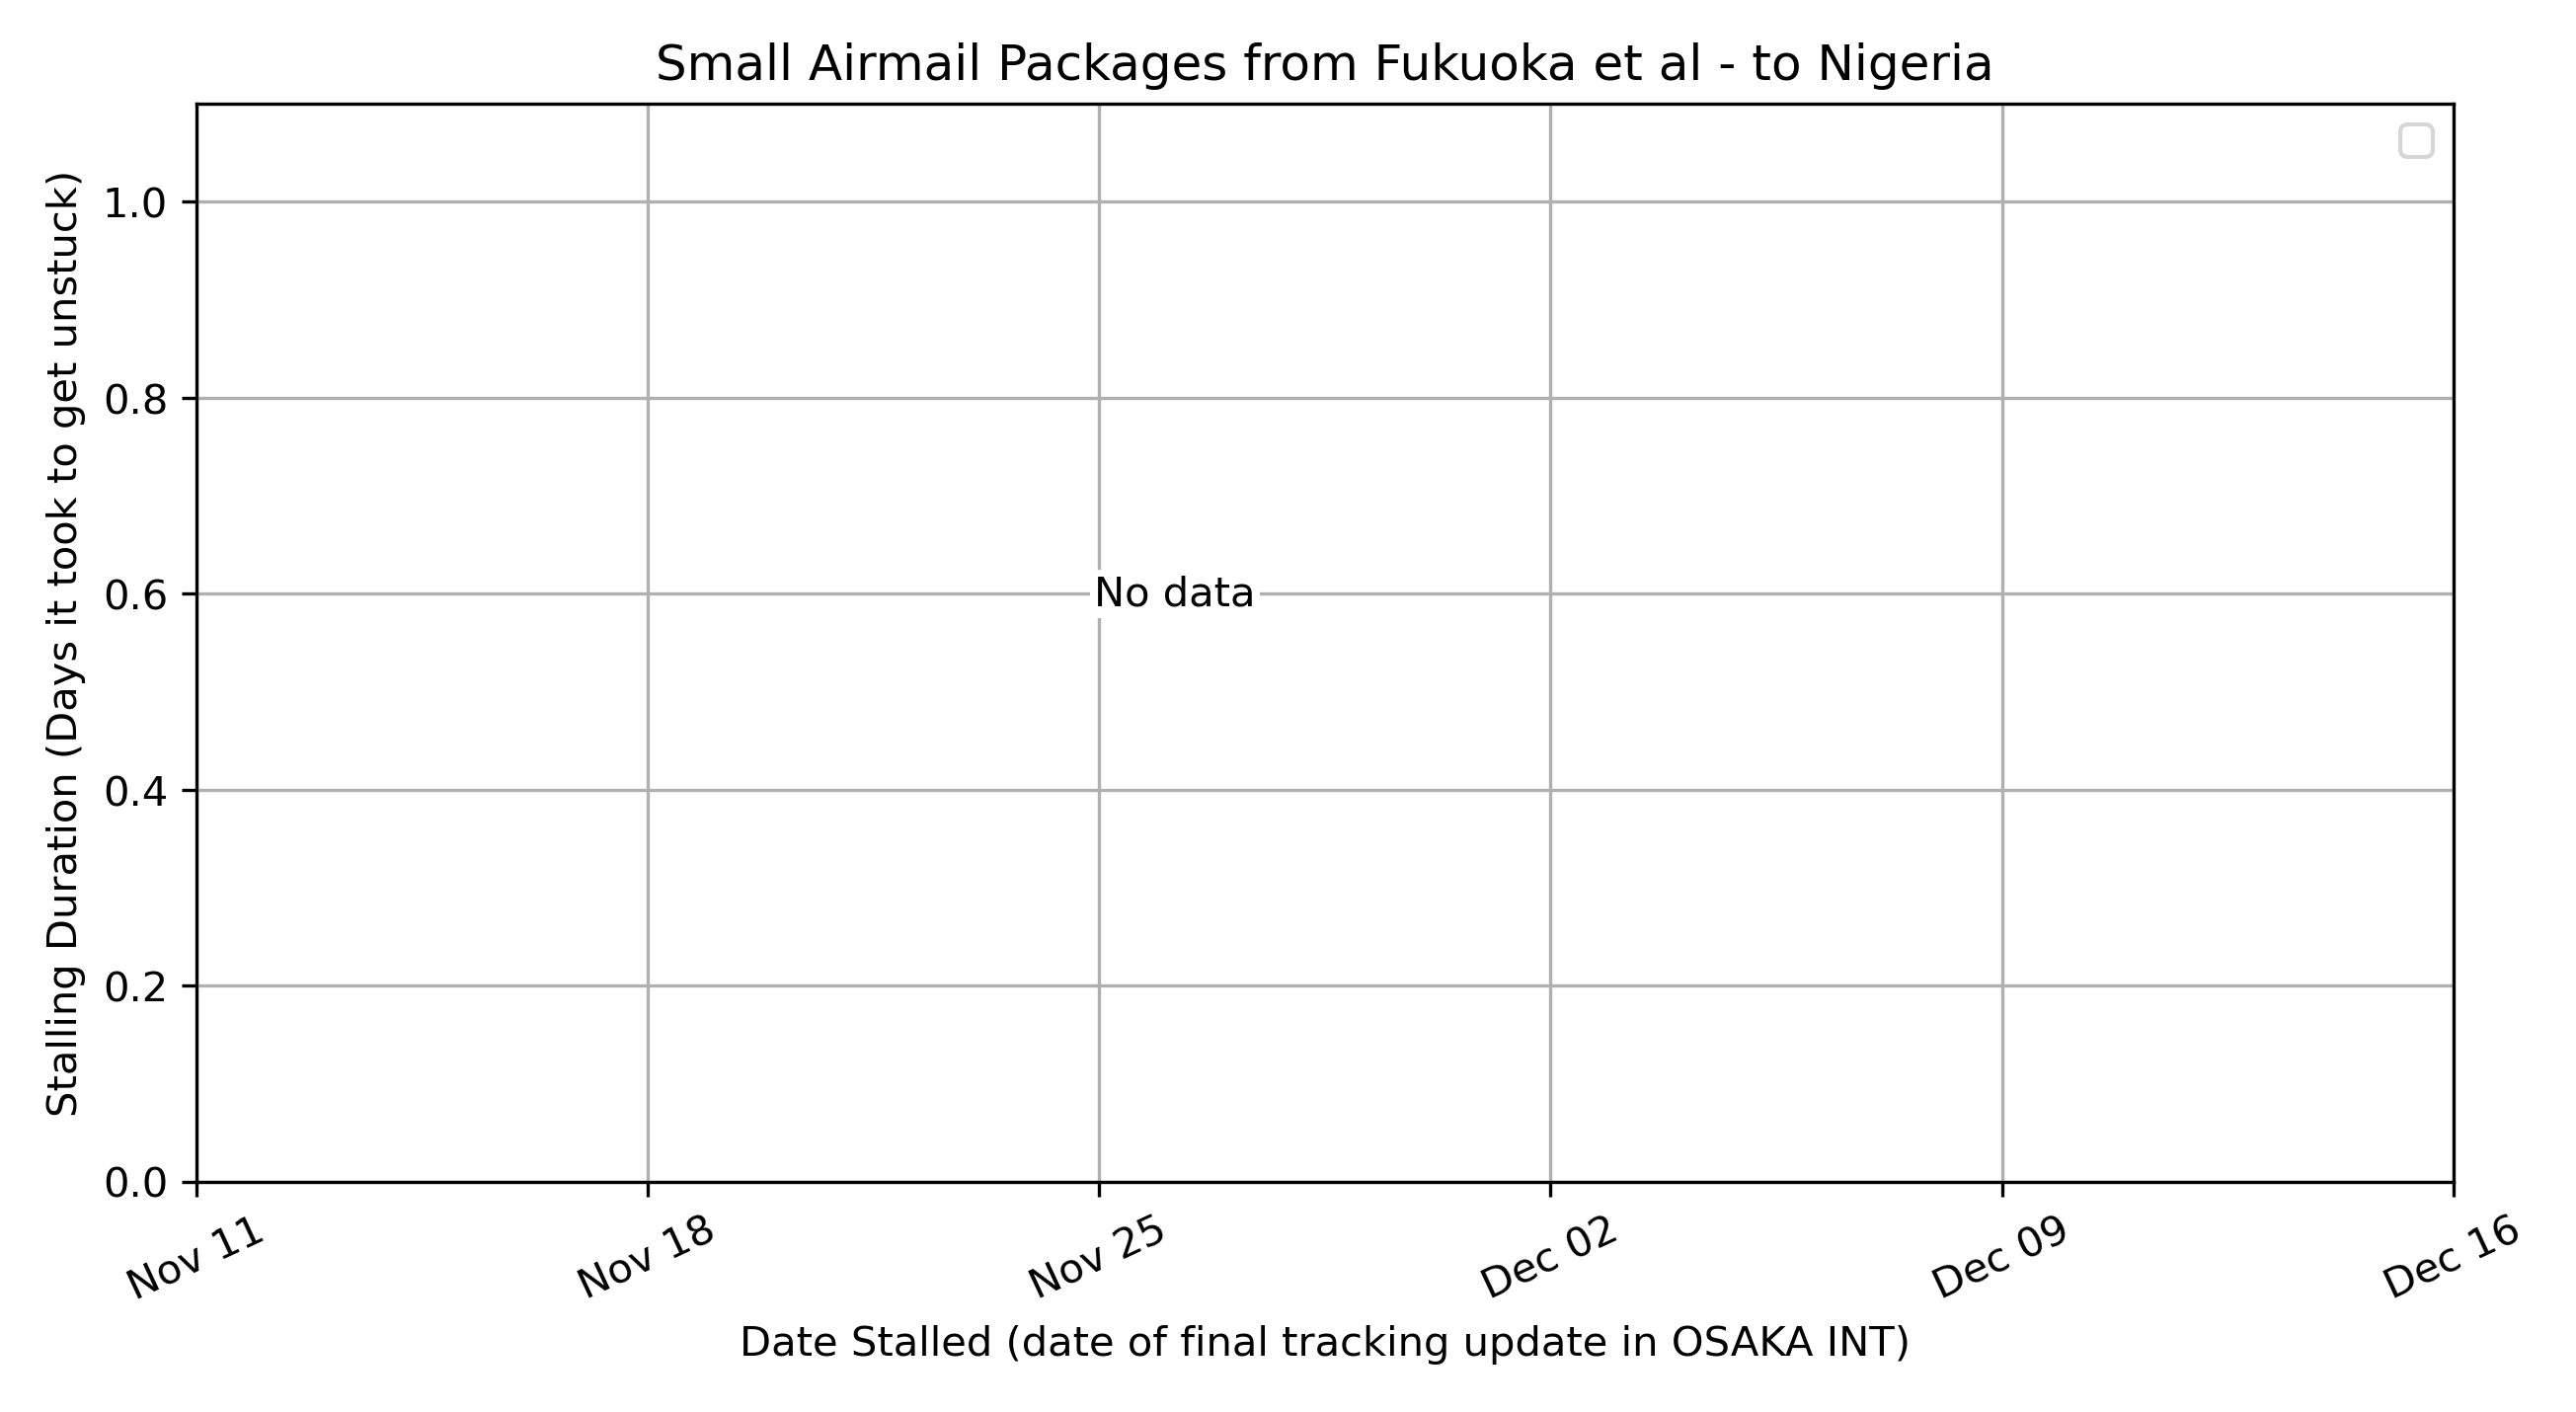 Small Airmail Packages from Fukuoka et al - to Nigeria
Stalling Duration (Days it took to get unstuck)
1.0
0.8
0.6
0.4
0.2
0.0
No data
Nov 11
Nov 18
Nov 25
Dec 02
Dec 09
Dec 16
Date Stalled (date of final tracking update in OSAKA INT)